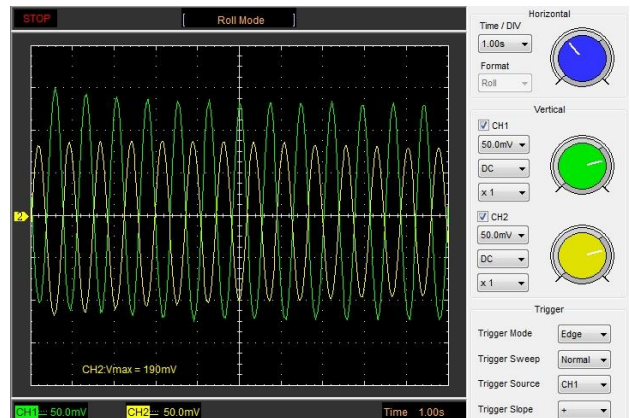 STOP
[ Roll Mode ]
Horizontal
Time / DIV
1.00s
Format
Roll
Vertical
CH1
50.0mV
DC
x 1
2
CH2
50.0mV
DC
x 1
Trigger
Trigger Mode Edge
Trigger Sweep Normal
CH2:Vmax = 190mV
Trigger Source CH1
CH1 50.0mV CH2 50.0mV Time 1.00s
Trigger Slope +